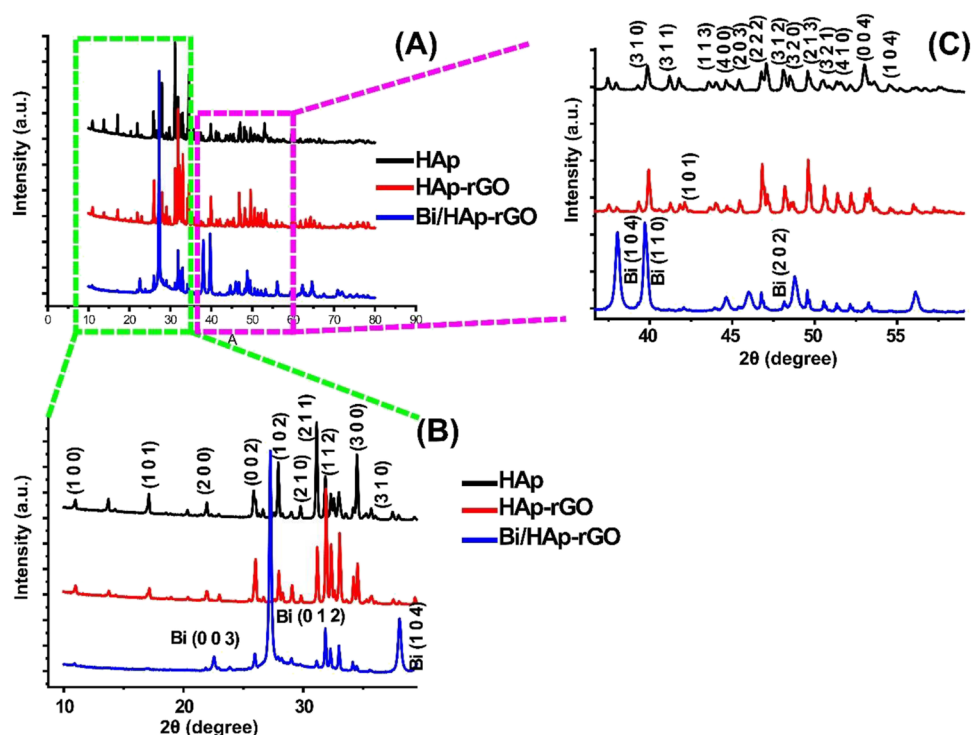 (A)
Intensity (a.u.)
HAp
HAp-rGO
Bi/HAp-rGO
10 20 30 40 50 60 70 80 90
A
(C)
Intensity (a.u.)
(3 1 0)
(3 1 1)
(1 1 3)
(4 0 0)
(2 0 3)
(2 2 2)
(3 1 2)
(3 2 0)
(2 1 3)
(3 2 1)
(4 1 0)
(0 0 4)
(1 0 4)
(1 0 1)
Bi (1 0 4)
Bi (1 1 0)
Bi (2 0 2)
40 45 50 55
2θ (degree)
(B)
Intensity (a.u.)
(1 0 0)
(1 0 1)
(2 0 0)
(0 0 2)
(1 0 2)
(2 1 0)
(2 1 1)
(1 1 2)
(3 0 0)
(3 1 0)
Bi (0 0 3)
Bi (0 1 2)
Bi (1 0 4)
10 20 30
2θ (degree)
HAp
HAp-rGO
Bi/HAp-rGO